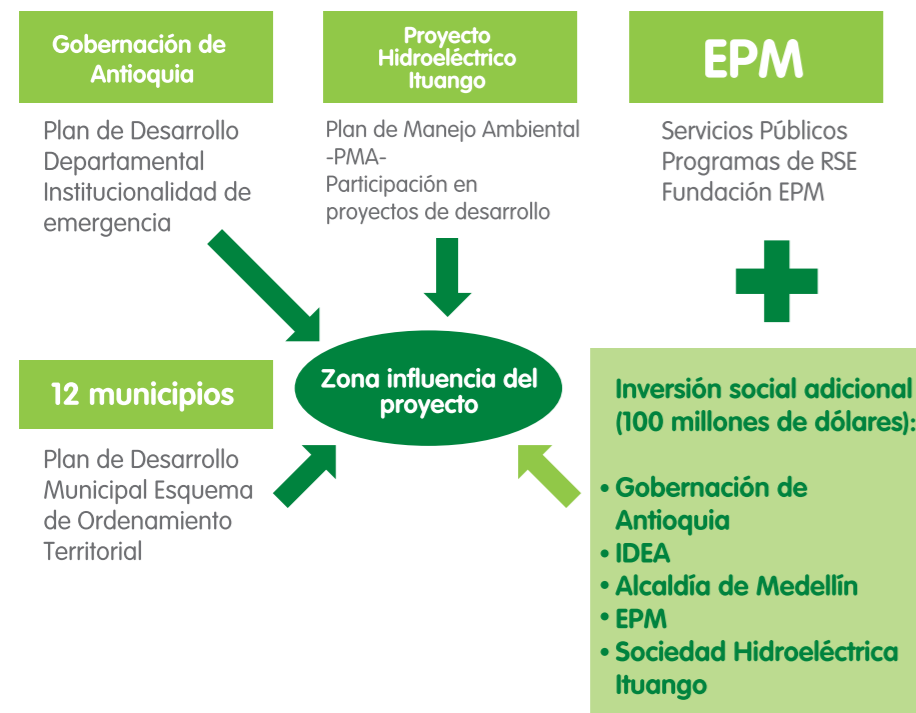 Gobernación de
Antioquia
Plan de Desarrollo
Departamental
Institucionalidad de
emergencia
Proyecto
Hidroeléctrico
Ituango
Plan de Manejo Ambiental
-PMA-
Participación en
proyectos de desarrollo
EPM
Servicios Públicos
Programas de RSE
Fundación EPM
12 municipios
Plan de Desarrollo
Municipal Esquema
de Ordenamiento
Territorial
Zona influencia del
proyecto
Inversión social adicional
(100 millones de dólares):
• Gobernación de
Antioquia
• IDEA
• Alcaldía de Medellín
• EPM
• Sociedad Hidroeléctrica
Ituango